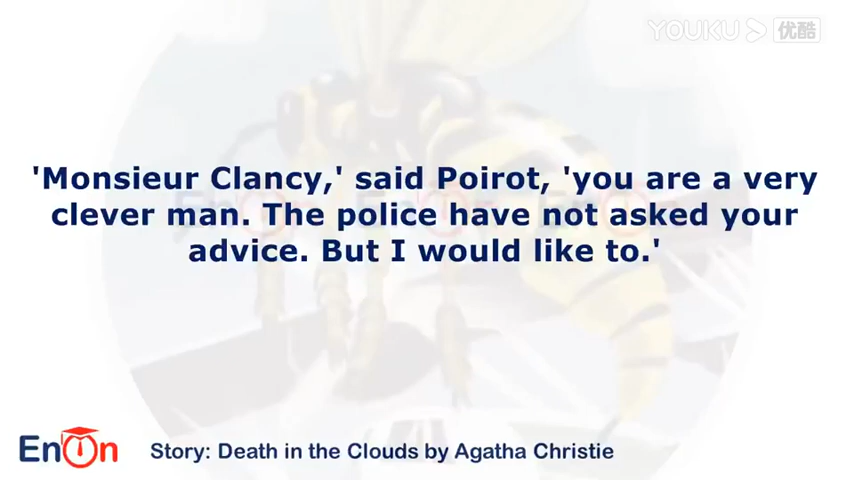 YOUKU 优酷
'Monsieur Clancy,' said Poirot, 'you are a very
clever man. The police have not asked your
advice. But I would like to.'
EnOn
Story: Death in the Clouds by Agatha Christie